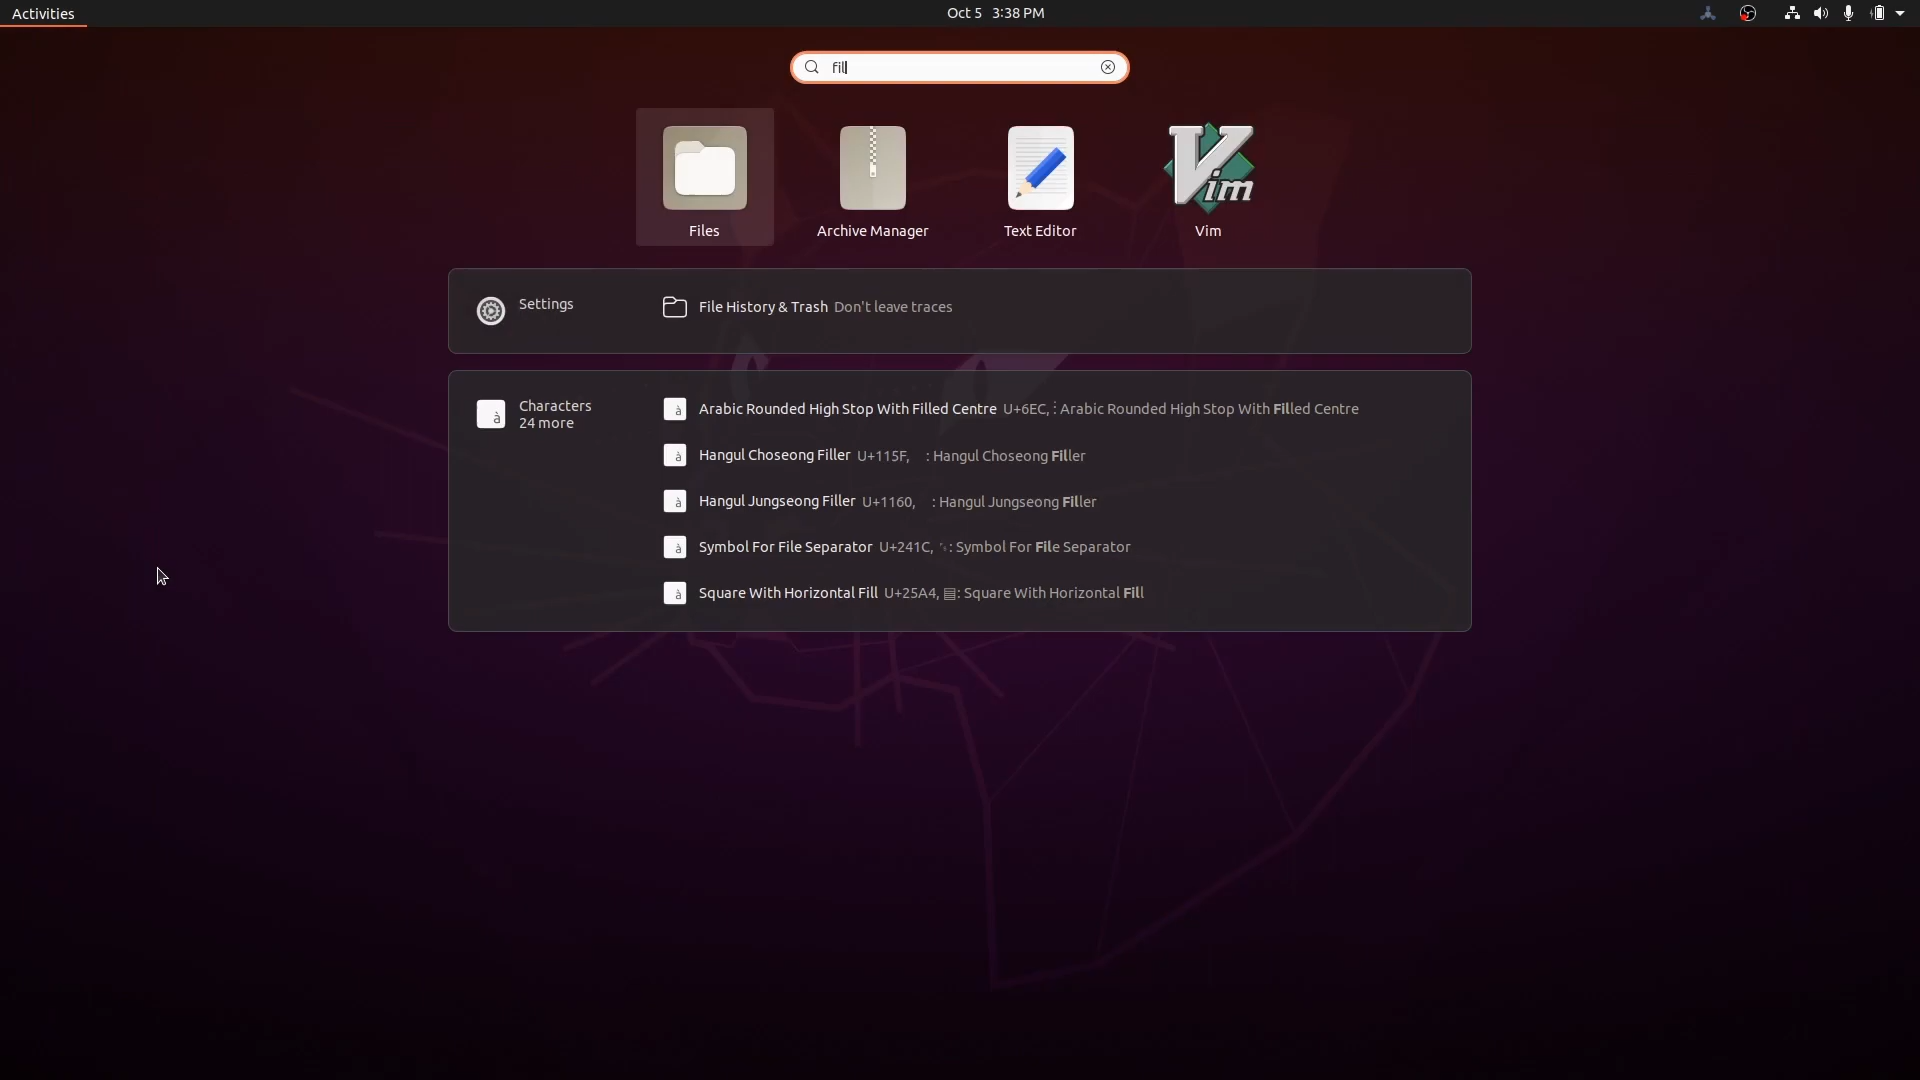 Activities
Oct 5 3:38 PM
fil
Files
Archive Manager
Text Editor
Vim
Settings
File History & Trash Don't leave traces
Characters
24 more
Arabic Rounded High Stop With Filled Centre U+6EC, : Arabic Rounded High Stop With Filled Centre
Hangul Choseong Filler U+115F, : Hangul Choseong Filler
Hangul Jungseong Filler U+1160, : Hangul Jungseong Filler
Symbol For File Separator U+241C, ␜: Symbol For File Separator
Square With Horizontal Fill U+25A4, ▤: Square With Horizontal Fill